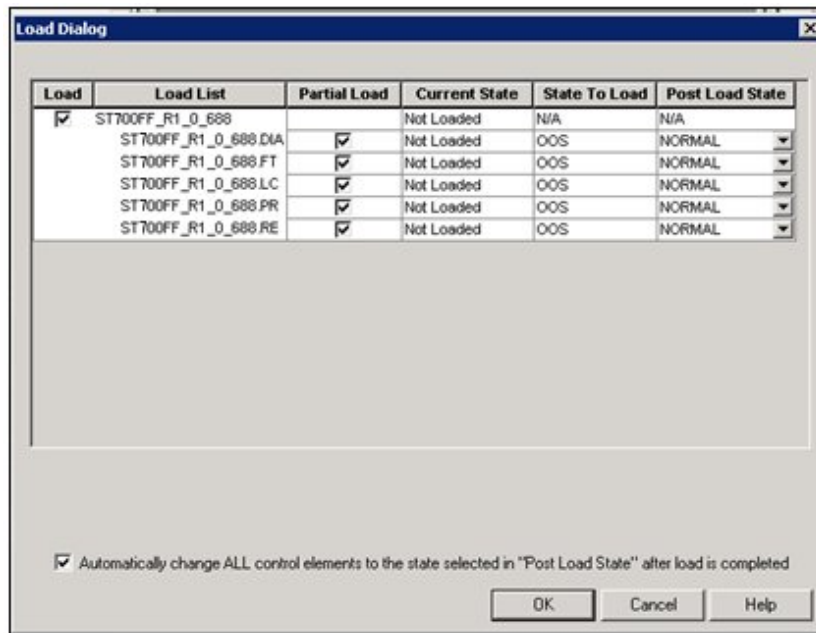 Load Dialog
Load Load List Partial Load Current State State To Load Post Load State
ST700FF_R1_0_688 Not Loaded N/A N/A
ST700FF_R1_0_688.DIA Not Loaded OOS NORMAL
ST700FF_R1_0_688.FT Not Loaded OOS NORMAL
ST700FF_R1_0_688.LC Not Loaded OOS NORMAL
ST700FF_R1_0_688.PR Not Loaded OOS NORMAL
ST700FF_R1_0_688.RE Not Loaded OOS NORMAL
Automatically change ALL control elements to the state selected in "Post Load State" after load is completed
OK Cancel Help